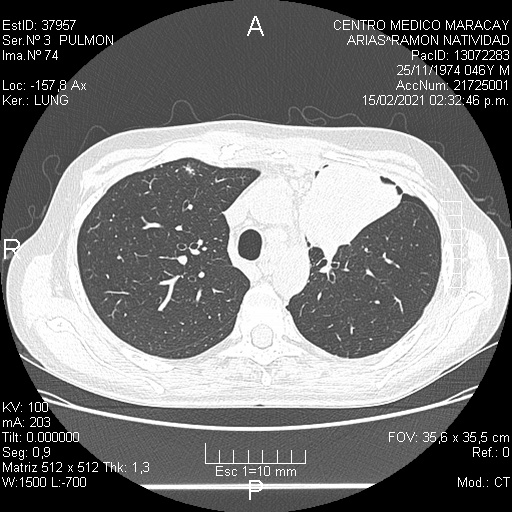 EstID: 37957
Ser.Nº 3 PULMON
Ima.Nº 74
Loc: -157,8 Ax
Ker.: LUNG
A
CENTRO MEDICO MARACAY
ARIAS^RAMON NATIVIDAD
PacID: 13072283
25/11/1974 046Y M
AccNum: 21725001
15/02/2021 02:32:46 p.m.
R
L
KV: 100
mA: 203
Tilt: 0.000000
Seg: 0,9
Matriz 512 x 512 Thk: 1,3
W:1500 L:-700
Esc 1=10 mm
P
FOV: 35,6 x 35,5 cm
Ref.: 0
Mod.: CT